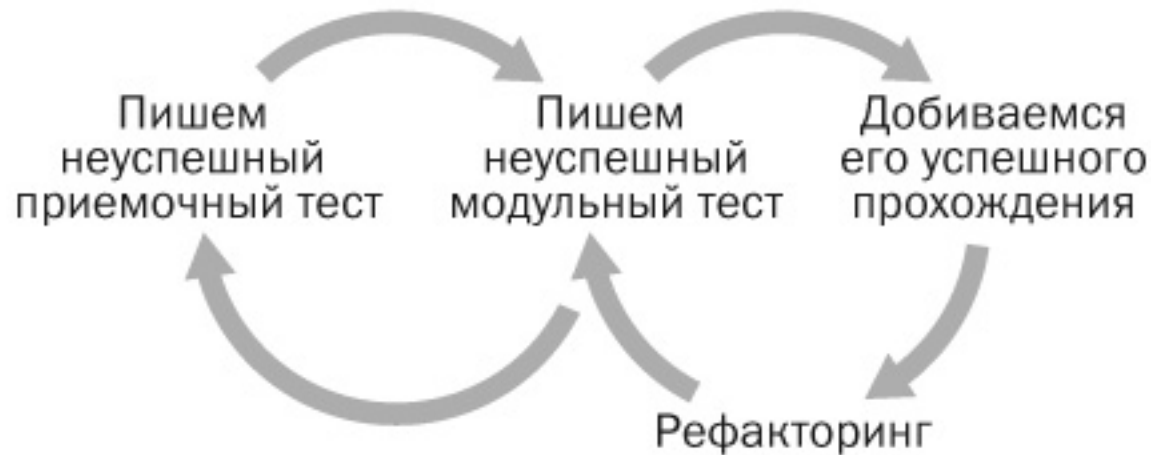 Пишем
неуспешный
приемочный тест
Пишем
неуспешный
модульный тест
Добиваемся
его успешного
прохождения
Рефакторинг